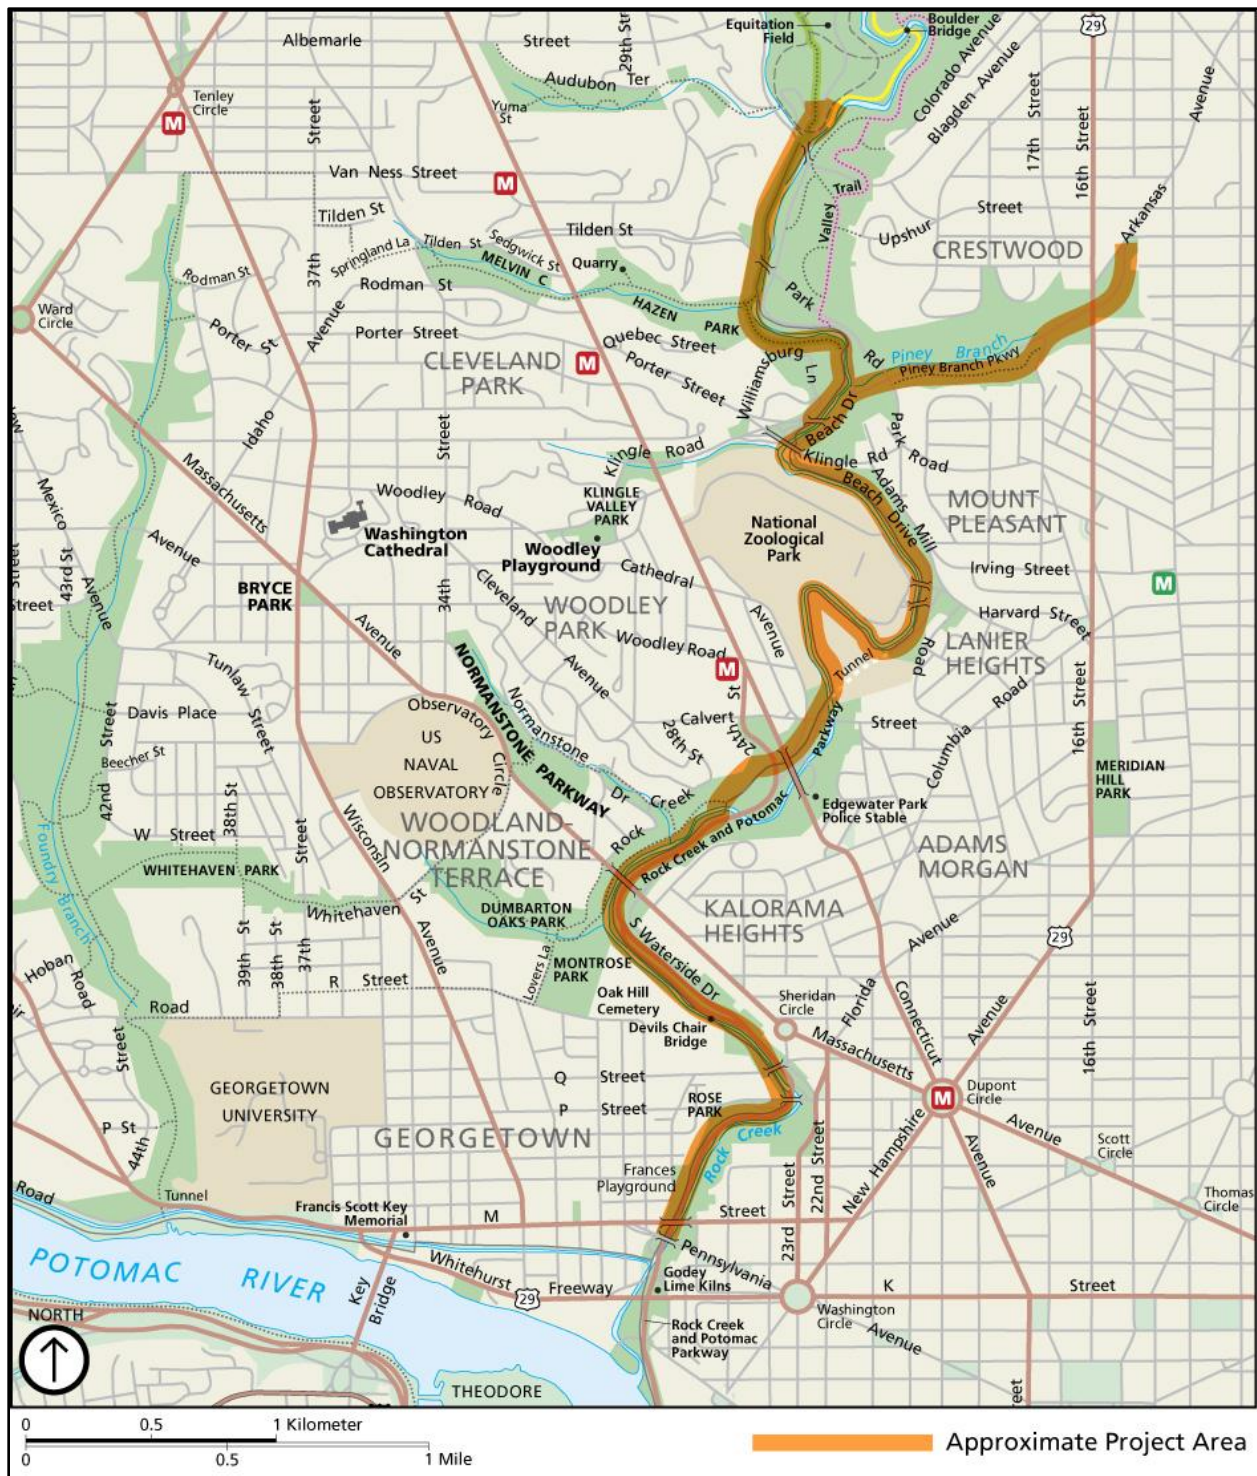 Equitation
Field
Boulder
Bridge
29
Albemarle
Street
29th Str
Audubon Ter
Colorado Avenue
Blagden Avenue
Street
Avenue
Tenley
Circle
M
Yuma
St
Street
17th
16th Street
Van Ness Street
M
Valley Trail
Tilden St
Tilden St
Upshur
Street
Arkansas
CRESTWOOD
Springland La
Tilden St
Sedgwick St
Quarry
MELVIN C
HAZEN
PARK
37th
Rodman St
Rodman St
Park
Rd
Ward
Circle
Porter St
Avenue
Porter Street
Quebec Street
Porter Street
Williamsburg Ln
Piney Branch
Piney Branch Pkwy
CLEVELAND
PARK
M
Idaho
Street
Beach Dr
Park Road
Klingle Road
Klingle Rd
Mexico
Massachusetts
Woodley Road
KLINGLE
VALLEY
PARK
National
Zoological
Park
Beach Drive
Adams Mill
MOUNT
PLEASANT
Washington
Cathedral
Woodley
Playground
Avenue
Street
43rd St
Avenue
Street
BRYCE
PARK
34th
Cleveland
Cathedral
Irving Street
M
WOODLEY
PARK
Avenue
Harvard Street
Avenue
Woodley Road
M
Tunnel
Road
LANIER
HEIGHTS
Tunlaw Street
NORMANSTONE PARKWAY
Normanstone
Avenue
St
Road
16th Street
Davis Place
Street
Observatory
Circle
Calvert
28th St
24th
Parkway
Street
Columbia
US
NAVAL
OBSERVATORY
Beecher St
42nd
38th St
Dr
Creek
MERIDIAN
HILL
PARK
Edgewater Park
Police Stable
W Street
Street
Wisconsin
WOODLAND-
NORMANSTONE
TERRACE
Rock
Rock Creek and Potomac
ADAMS
MORGAN
Foundry Branch
WHITEHAVEN PARK
Whitehaven St
DUMBARTON
OAKS PARK
KALORAMA
HEIGHTS
Avenue
29
39th St
38th St
37th
Avenue
S Waterside Dr
Hoban
Road
R Street
Lovers La
MONTROSE
PARK
Oak Hill
Cemetery
Devils Chair
Bridge
Sheridan
Circle
Florida
Connecticut
Avenue
16th Street
Road
Street
Massachusetts
GEORGETOWN
UNIVERSITY
Q Street
P Street
ROSE
PARK
M
Dupont
Circle
P St
44th
GEORGETOWN
Rock Creek
22nd Street
New Hampshire
Avenue
Avenue
Scott
Circle
Frances
Playground
Thomas
Circle
Road
Tunnel
Francis Scott Key
Memorial
M
Street
23rd Street
POTOMAC RIVER
Key
Bridge
Whitehurst
Freeway
29
Pennsylvania
Godey
Lime Kilns
K
Street
Washington
Circle
Avenue
NORTH
Rock Creek
and Potomac
Parkway
THEODORE
reet
0 0.5 1 Kilometer
0 0.5 1 Mile
Approximate Project Area